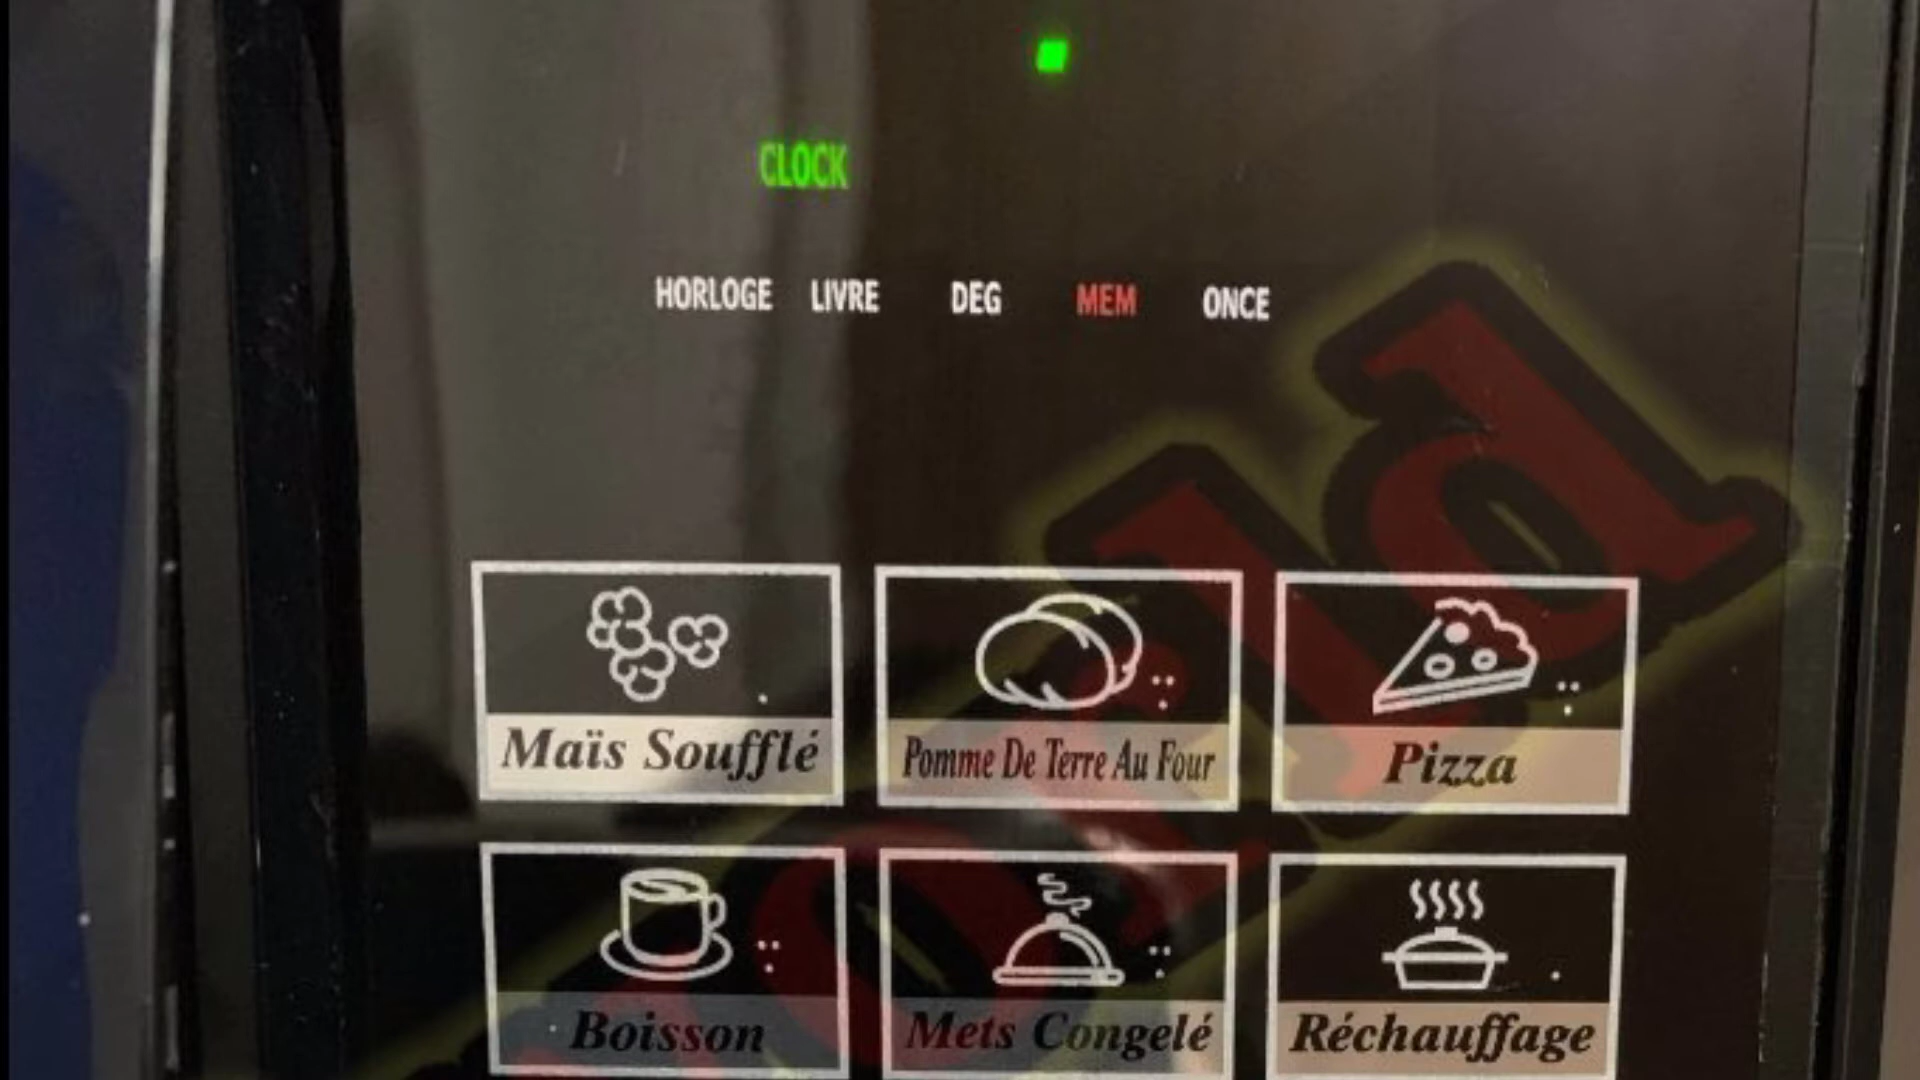 CLOCK
HORLOGE LIVRE DEG MEM ONCE
Maïs Soufflé
Pomme De Terre Au Four
Pizza
Boisson
Mets Congelé
Réchauffage